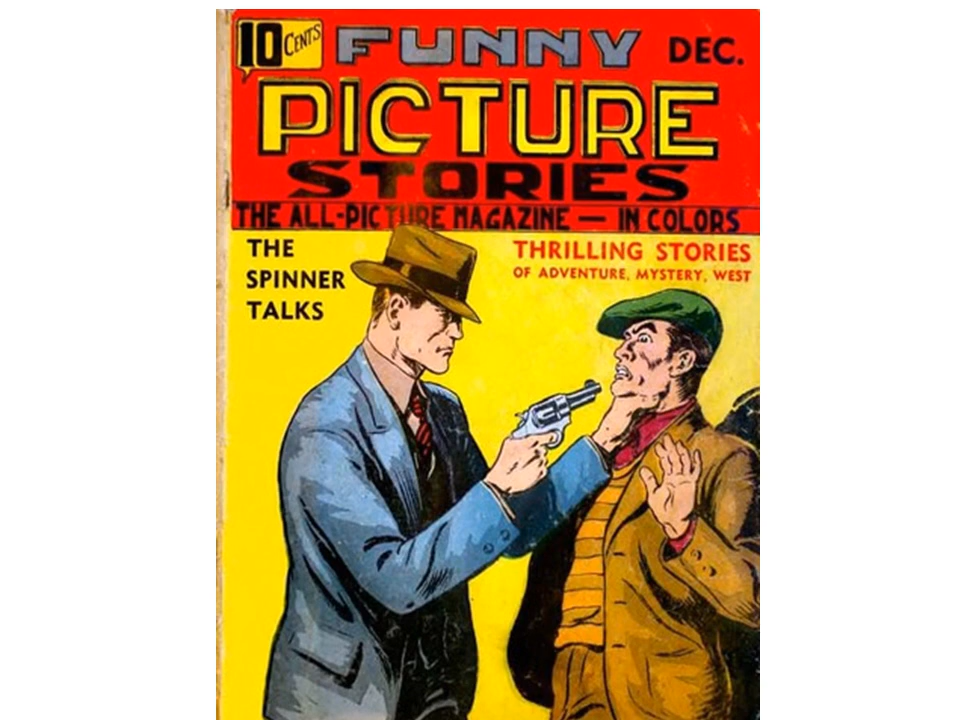 10 CENTS FUNNY DEC.
PICTURE
STORIES
THE ALL-PICTURE MAGAZINE — IN COLORS
THE
SPINNER
TALKS
THRILLING STORIES
OF ADVENTURE, MYSTERY, WEST